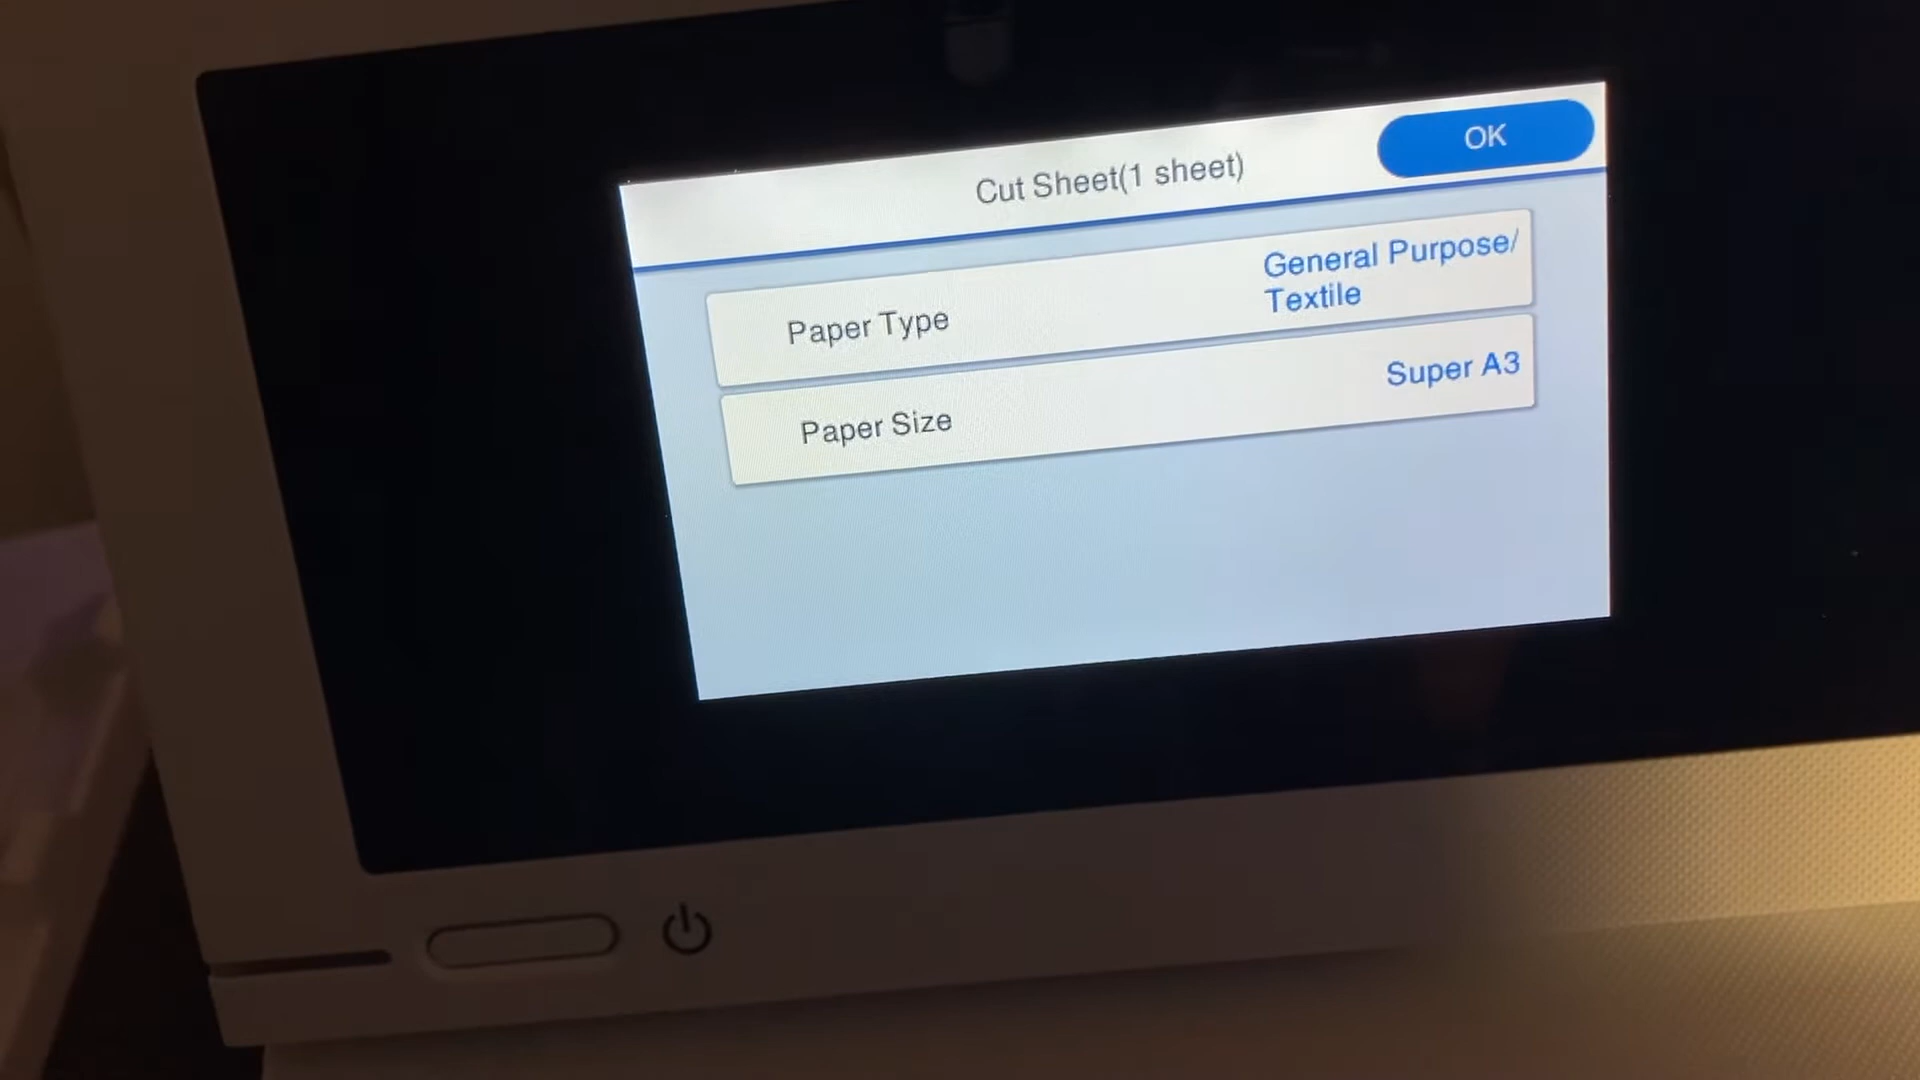 OK
Cut Sheet(1 sheet)
Paper Type
General Purpose/
Textile
Paper Size
Super A3